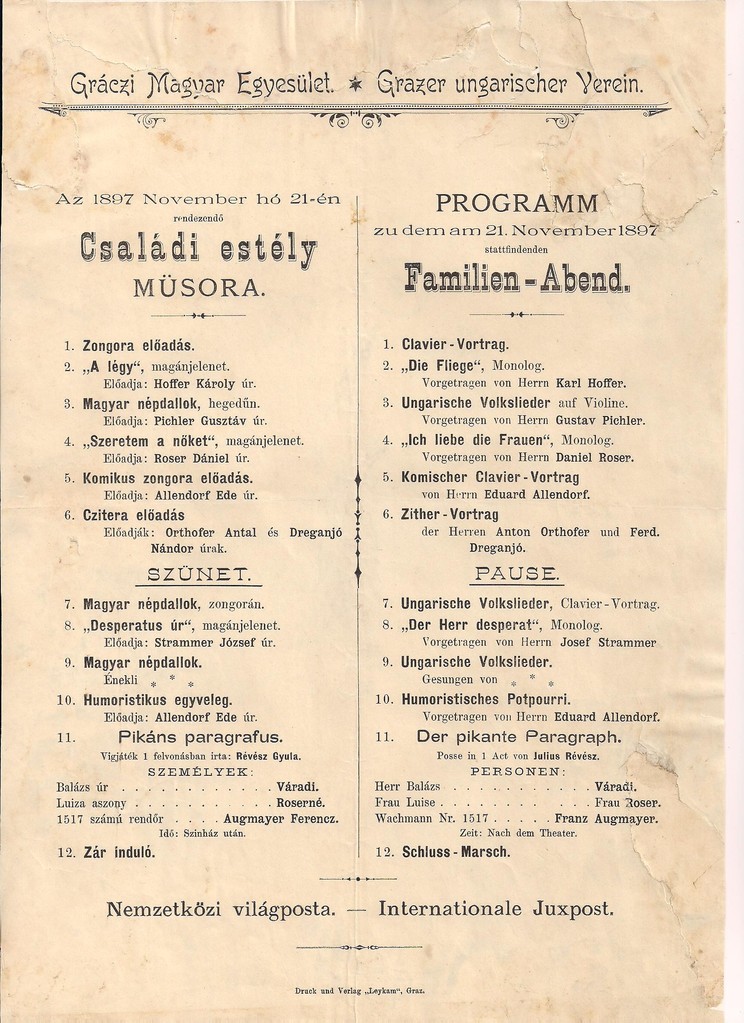 Gráczi Magyar Egyesület. * Grazer ungarischer Verein.
Az 1897 November hó 21-én
rendezendő
Családi estély
MŰSORA.
1. Zongora előadás.
2. „A légy“, magánjelenet.
Előadja: Hoffer Károly úr.
3. Magyar népdallok, hegedűn.
Előadja: Pichler Gusztáv úr.
4. „Szeretem a nőket“, magánjelenet.
Előadja: Roser Dániel úr.
5. Komikus zongora előadás.
Előadja: Allendorf Ede úr.
6. Czitera előadás
Előadják: Orthofer Antal és Dreganjó
Nándor úrak.
SZÜNET.
7. Magyar népdallok, zongorán.
8. „Desperatus úr“, magánjelenet.
Előadja: Strammer József úr.
9. Magyar népdallok.
Énekli * * *
10. Humoristikus egyveleg.
Előadja: Allendorf Ede úr.
11. Pikáns paragrafus.
Vigjáték 1 felvonásban irta: Révész Gyula.
SZEMÉLYEK:
Balázs úr . . . . . . . . . . . . Váradi.
Luiza aszony . . . . . . . . . . . Roserné.
1517 számú rendőr . . . . Augmayer Ferencz.
Idő: Szinház után.
12. Zár induló.
PROGRAMM
zu dem am 21. November 1897
stattfindenden
Familien-Abend.
1. Clavier-Vortrag.
2. „Die Fliege“, Monolog.
Vorgetragen von Herrn Karl Hoffer.
3. Ungarische Volkslieder auf Violine.
Vorgetragen von Herrn Gustav Pichler.
4. „Ich liebe die Frauen“, Monolog.
Vorgetragen von Herrn Daniel Roser.
5. Komischer Clavier-Vortrag
von Herrn Eduard Allendorf.
6. Zither-Vortrag
der Herren Anton Orthofer und Ferd.
Dreganjó.
PAUSE.
7. Ungarische Volkslieder, Clavier-Vortrag.
8. „Der Herr desperat“, Monolog.
Vorgetragen von Herrn Josef Strammer
9. Ungarische Volkslieder.
Gesungen von * * *
10. Humoristisches Potpourri.
Vorgetragen von Herrn Eduard Allendorf.
11. Der pikante Paragraph.
Posse in 1 Act von Julius Révész.
PERSONEN:
Herr Balázs . . . . . . . . . . . Váradi.
Frau Luise . . . . . . . . . . . Frau Roser.
Wachmann Nr. 1517 . . . . . Franz Augmayer.
Zeit: Nach dem Theater.
12. Schluss-Marsch.
Nemzetközi világposta. — Internationale Juxpost.
Druck und Verlag „Leykam“, Graz.